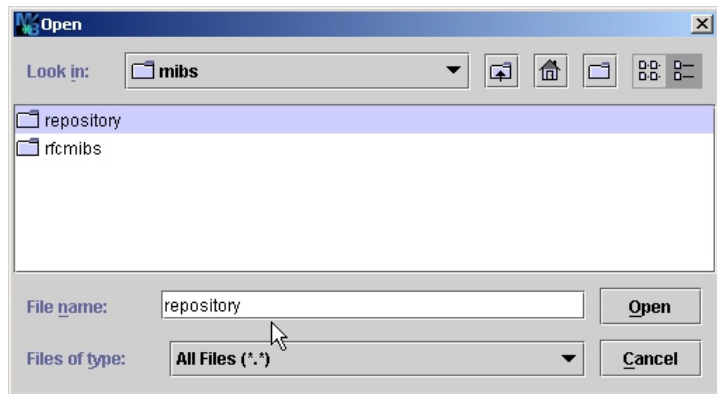 Open
Look in: mibs
repository
rfcmibs
File name: repository Open
Files of type: All Files (*.*) Cancel